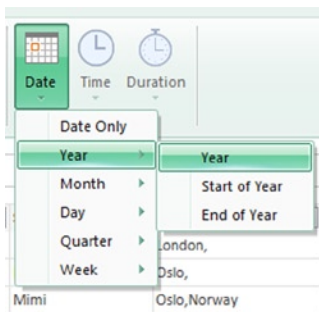 Date Time Duration
Date Only
Year Year
Month Start of Year
Day End of Year
Quarter London,
Week Oslo,
Mimi Oslo,Norway